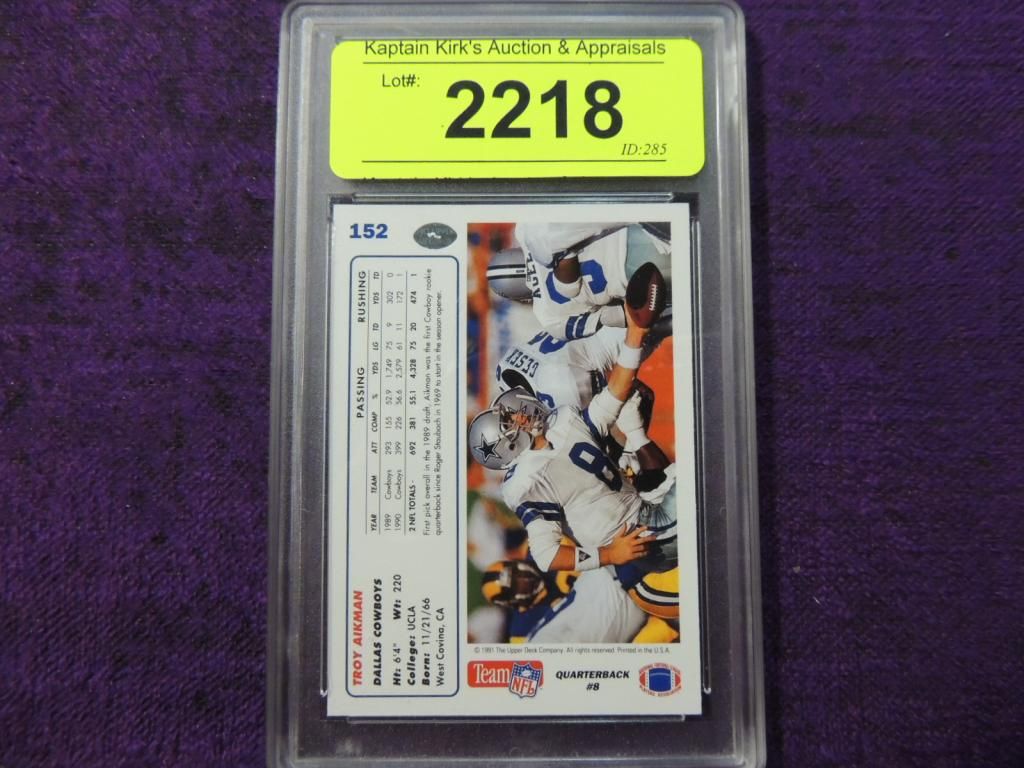 Kaptain Kirk's Auction & Appraisals
Lot#:
2218
ID:285
152
TROY AIKMAN
DALLAS COWBOYS
Ht: 6'4" Wt: 220
College: UCLA
Born: 11/21/66
West Covina, CA
PASSING RUSHING
YEAR TEAM ATT COMP % YDS LG TD YDS TD
1989 Cowboys 293 155 52.9 1,749 75 9 302 0
1990 Cowboys 399 226 56.6 2,579 61 11 172 1
2 NFL TOTALS - 692 381 55.1 4,328 75 20 474 1
First pick overall in the 1989 draft, Aikman was the first Cowboy rookie
quarterback since Roger Staubach in 1969 to start in the season opener.
AGEE
GESEK
8
© 1991 The Upper Deck Company. All rights reserved. Printed in the U.S.A.
Team NFL
QUARTERBACK
#8